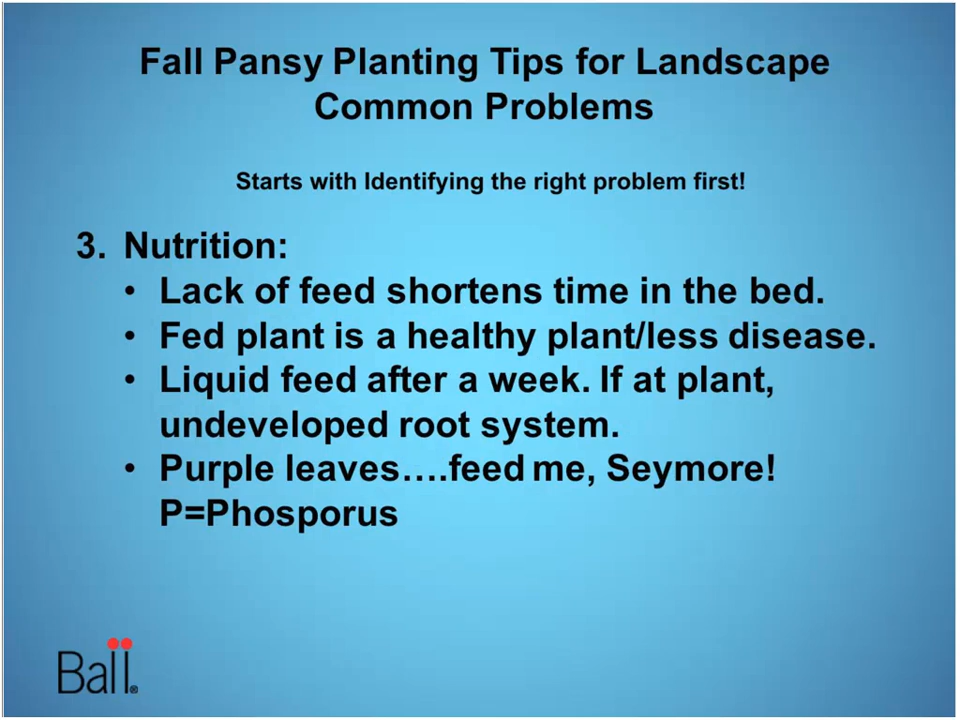 Fall Pansy Planting Tips for Landscape
Common Problems
Starts with Identifying the right problem first!
3. Nutrition:
• Lack of feed shortens time in the bed.
• Fed plant is a healthy plant/less disease.
• Liquid feed after a week. If at plant,
undeveloped root system.
• Purple leaves….feed me, Seymore!
P=Phosporus
Ball®